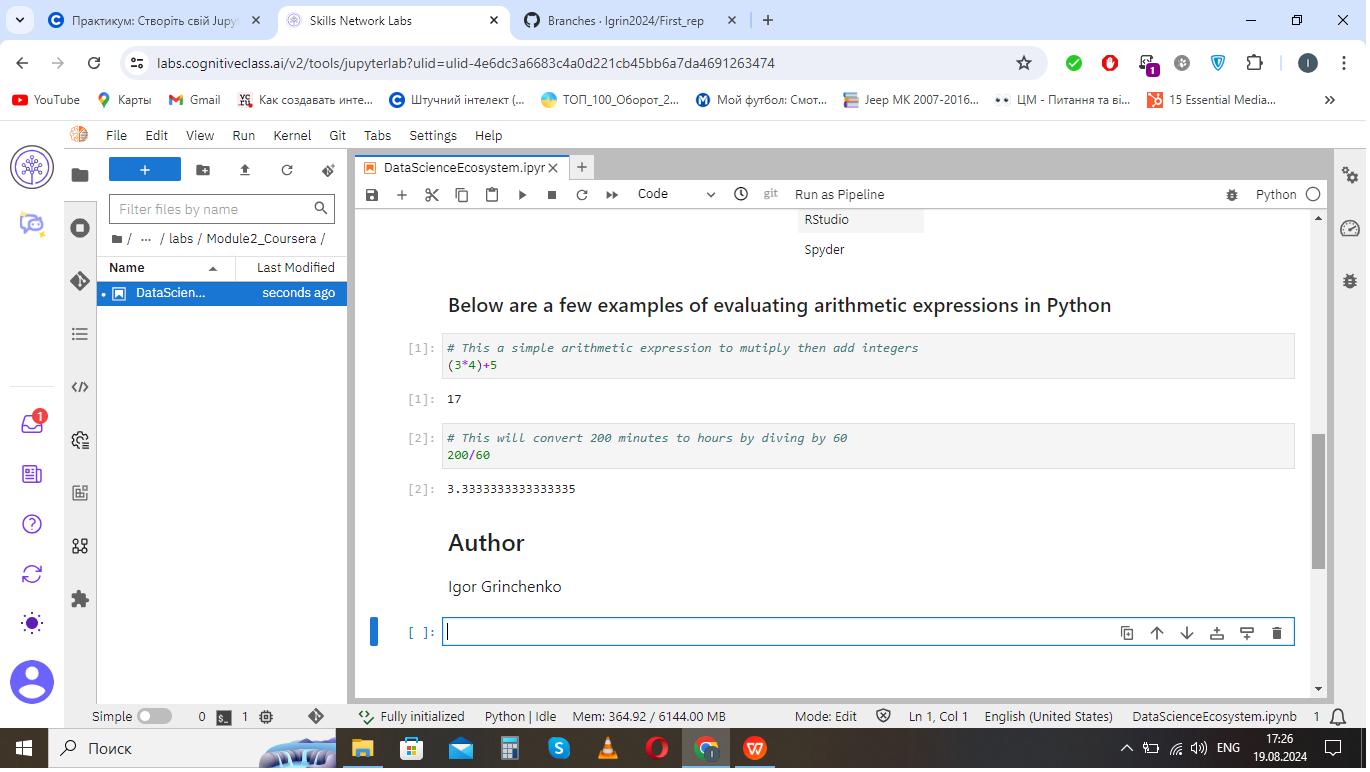 Практикум: Створіть свій Jupyt
Skills Network Labs
Branches · Igrin2024/First_rep
labs.cognitiveclass.ai/v2/tools/jupyterlab?ulid=ulid-4e6dc3a6683c4a0d221cb45bb6a7da4691263474
1
I
YouTube
Карты
Gmail
Как создавать инте...
Штучний інтелект (...
ТОП_100_Оборот_2...
Мой футбол: Смот...
Jeep MK 2007-2016...
ЦМ - Питання та ві...
15 Essential Media...
File Edit View Run Kernel Git Tabs Settings Help
DataScienceEcosystem.ipyn
Filter files by name
Code
git
Run as Pipeline
Python
/ ... / labs / Module2_Coursera /
Name
Last Modified
DataScien...
seconds ago
RStudio
Spyder
Below are a few examples of evaluating arithmetic expressions in Python
[1]: # This a simple arithmetic expression to mutiply then add integers
(3*4)+5
[1]: 17
[2]: # This will convert 200 minutes to hours by diving by 60
200/60
[2]: 3.3333333333333335
Author
Igor Grinchenko
[ ]:
1
Simple
0
1
Fully initialized
Python | Idle
Mem: 364.92 / 6144.00 MB
Mode: Edit
Ln 1, Col 1
English (United States)
DataScienceEcosystem.ipynb
1
Поиск
ENG
17:26
19.08.2024